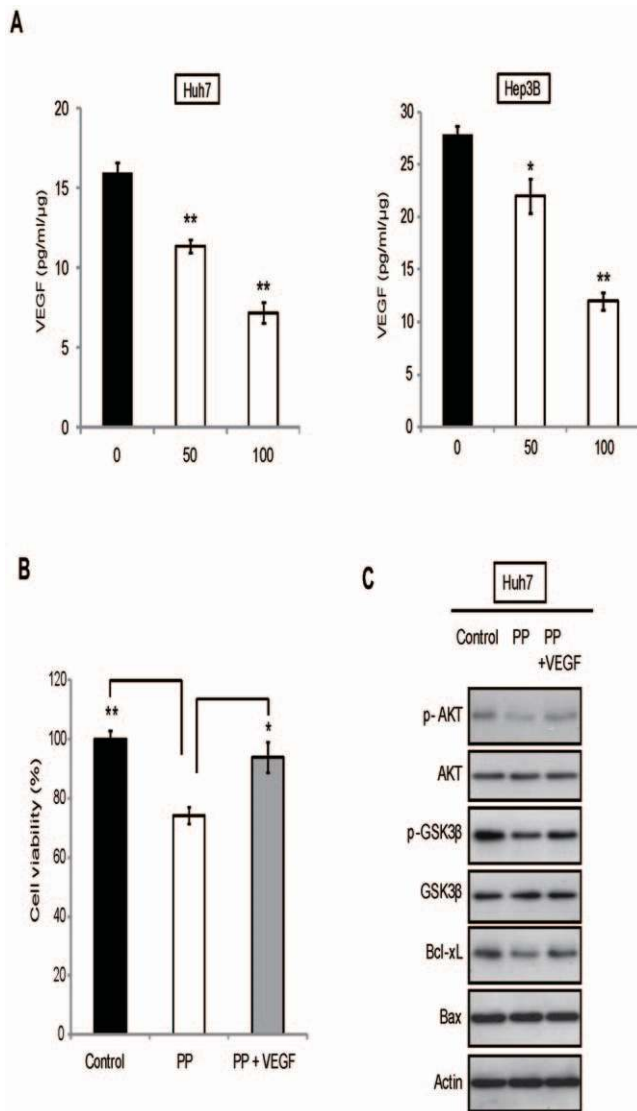 A
Huh7
VEGF (pg/ml/µg)
20
15
10
5
0
**
**
0 50 100
Hep3B
VEGF (pg/ml/µg)
30
25
20
15
10
5
0
*
**
0 50 100
B
Cell viability (%)
120
100
80
60
40
20
0
**
*
Control PP PP + VEGF
C
Huh7
Control PP PP
+VEGF
p- AKT
AKT
p-GSK3β
GSK3β
Bcl-xL
Bax
Actin